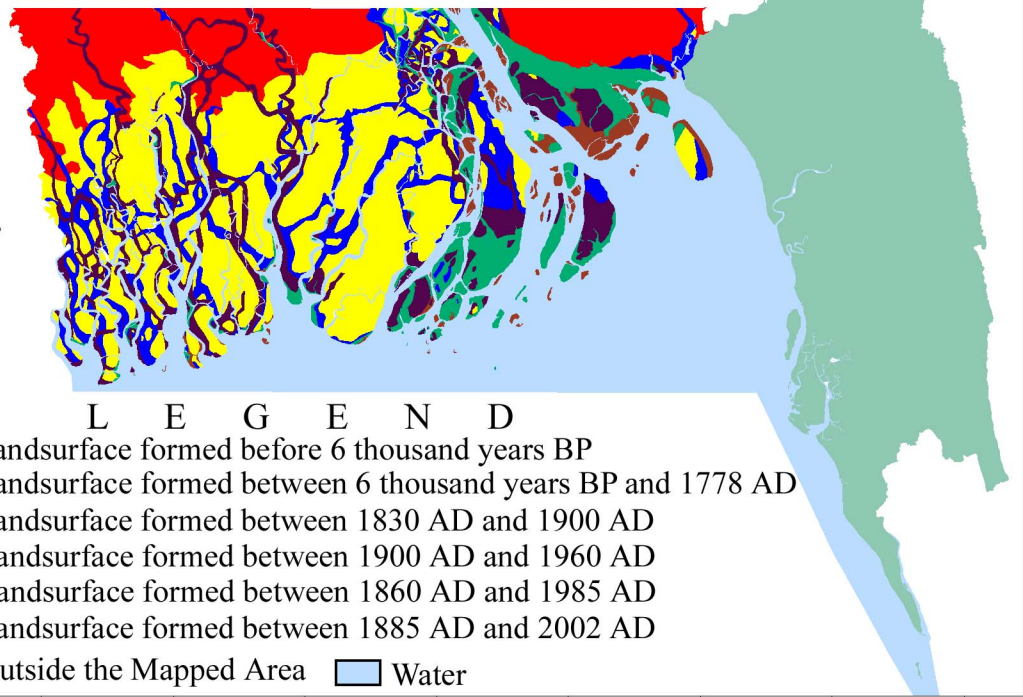 L E G E N D
andsurface formed before 6 thousand years BP
andsurface formed between 6 thousand years BP and 1778 AD
andsurface formed between 1830 AD and 1900 AD
andsurface formed between 1900 AD and 1960 AD
andsurface formed between 1860 AD and 1985 AD
andsurface formed between 1885 AD and 2002 AD
utside the Mapped Area Water